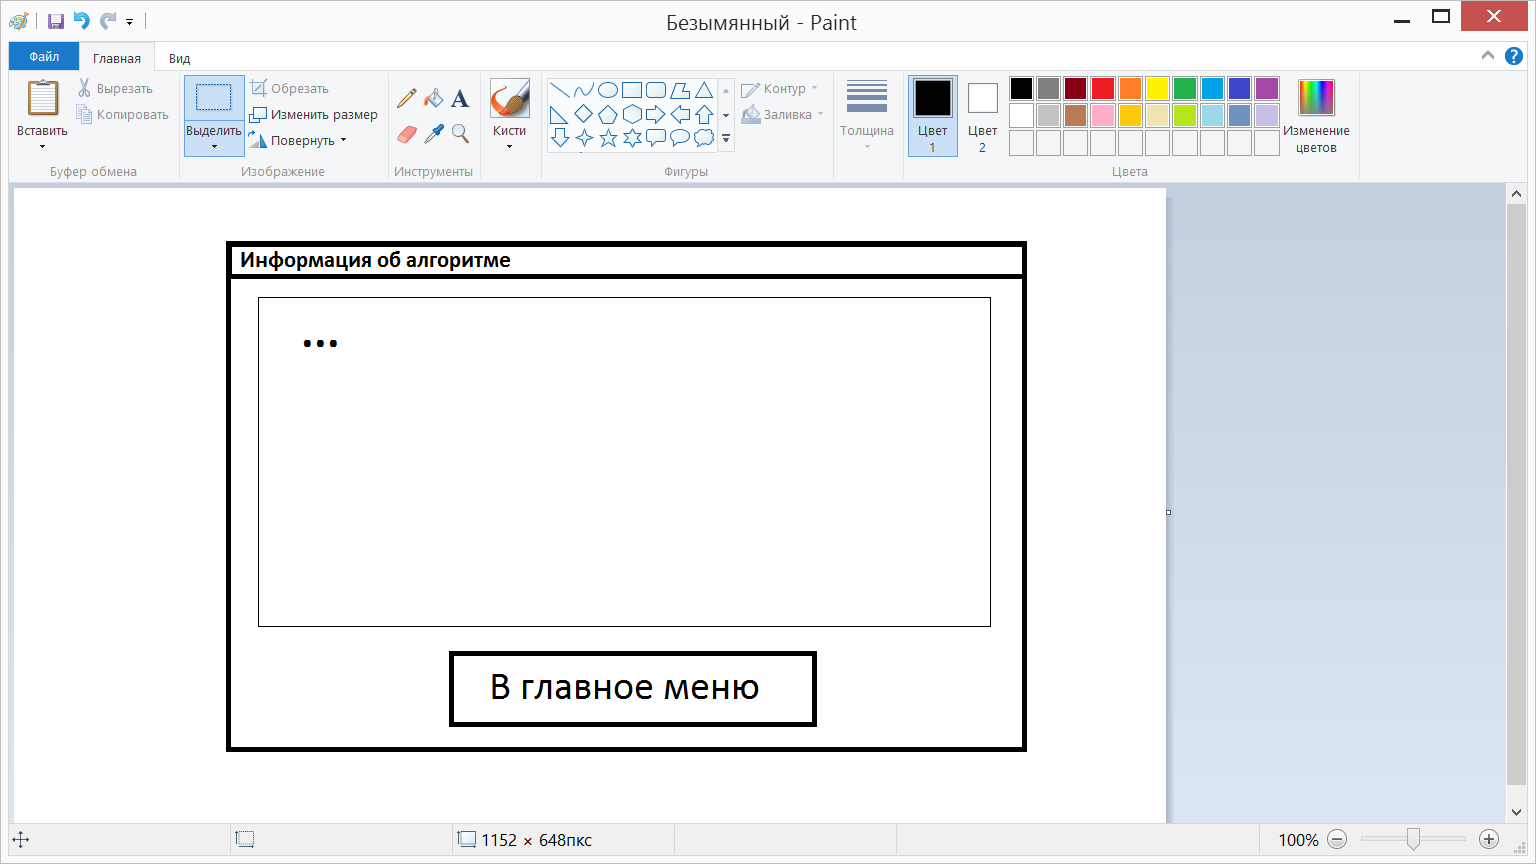 Безымянный - Paint
Файл Главная Вид
Вставить
Вырезать
Копировать
Буфер обмена
Выделить
Обрезать
Изменить размер
Повернуть
Изображение
A
Инструменты
Кисти
Фигуры
Контур
Заливка
Толщина
Цвет
1
Цвет
2
Изменение
цветов
Цвета
?
Информация об алгоритме
...
В главное меню
1152 × 648пкс
100%